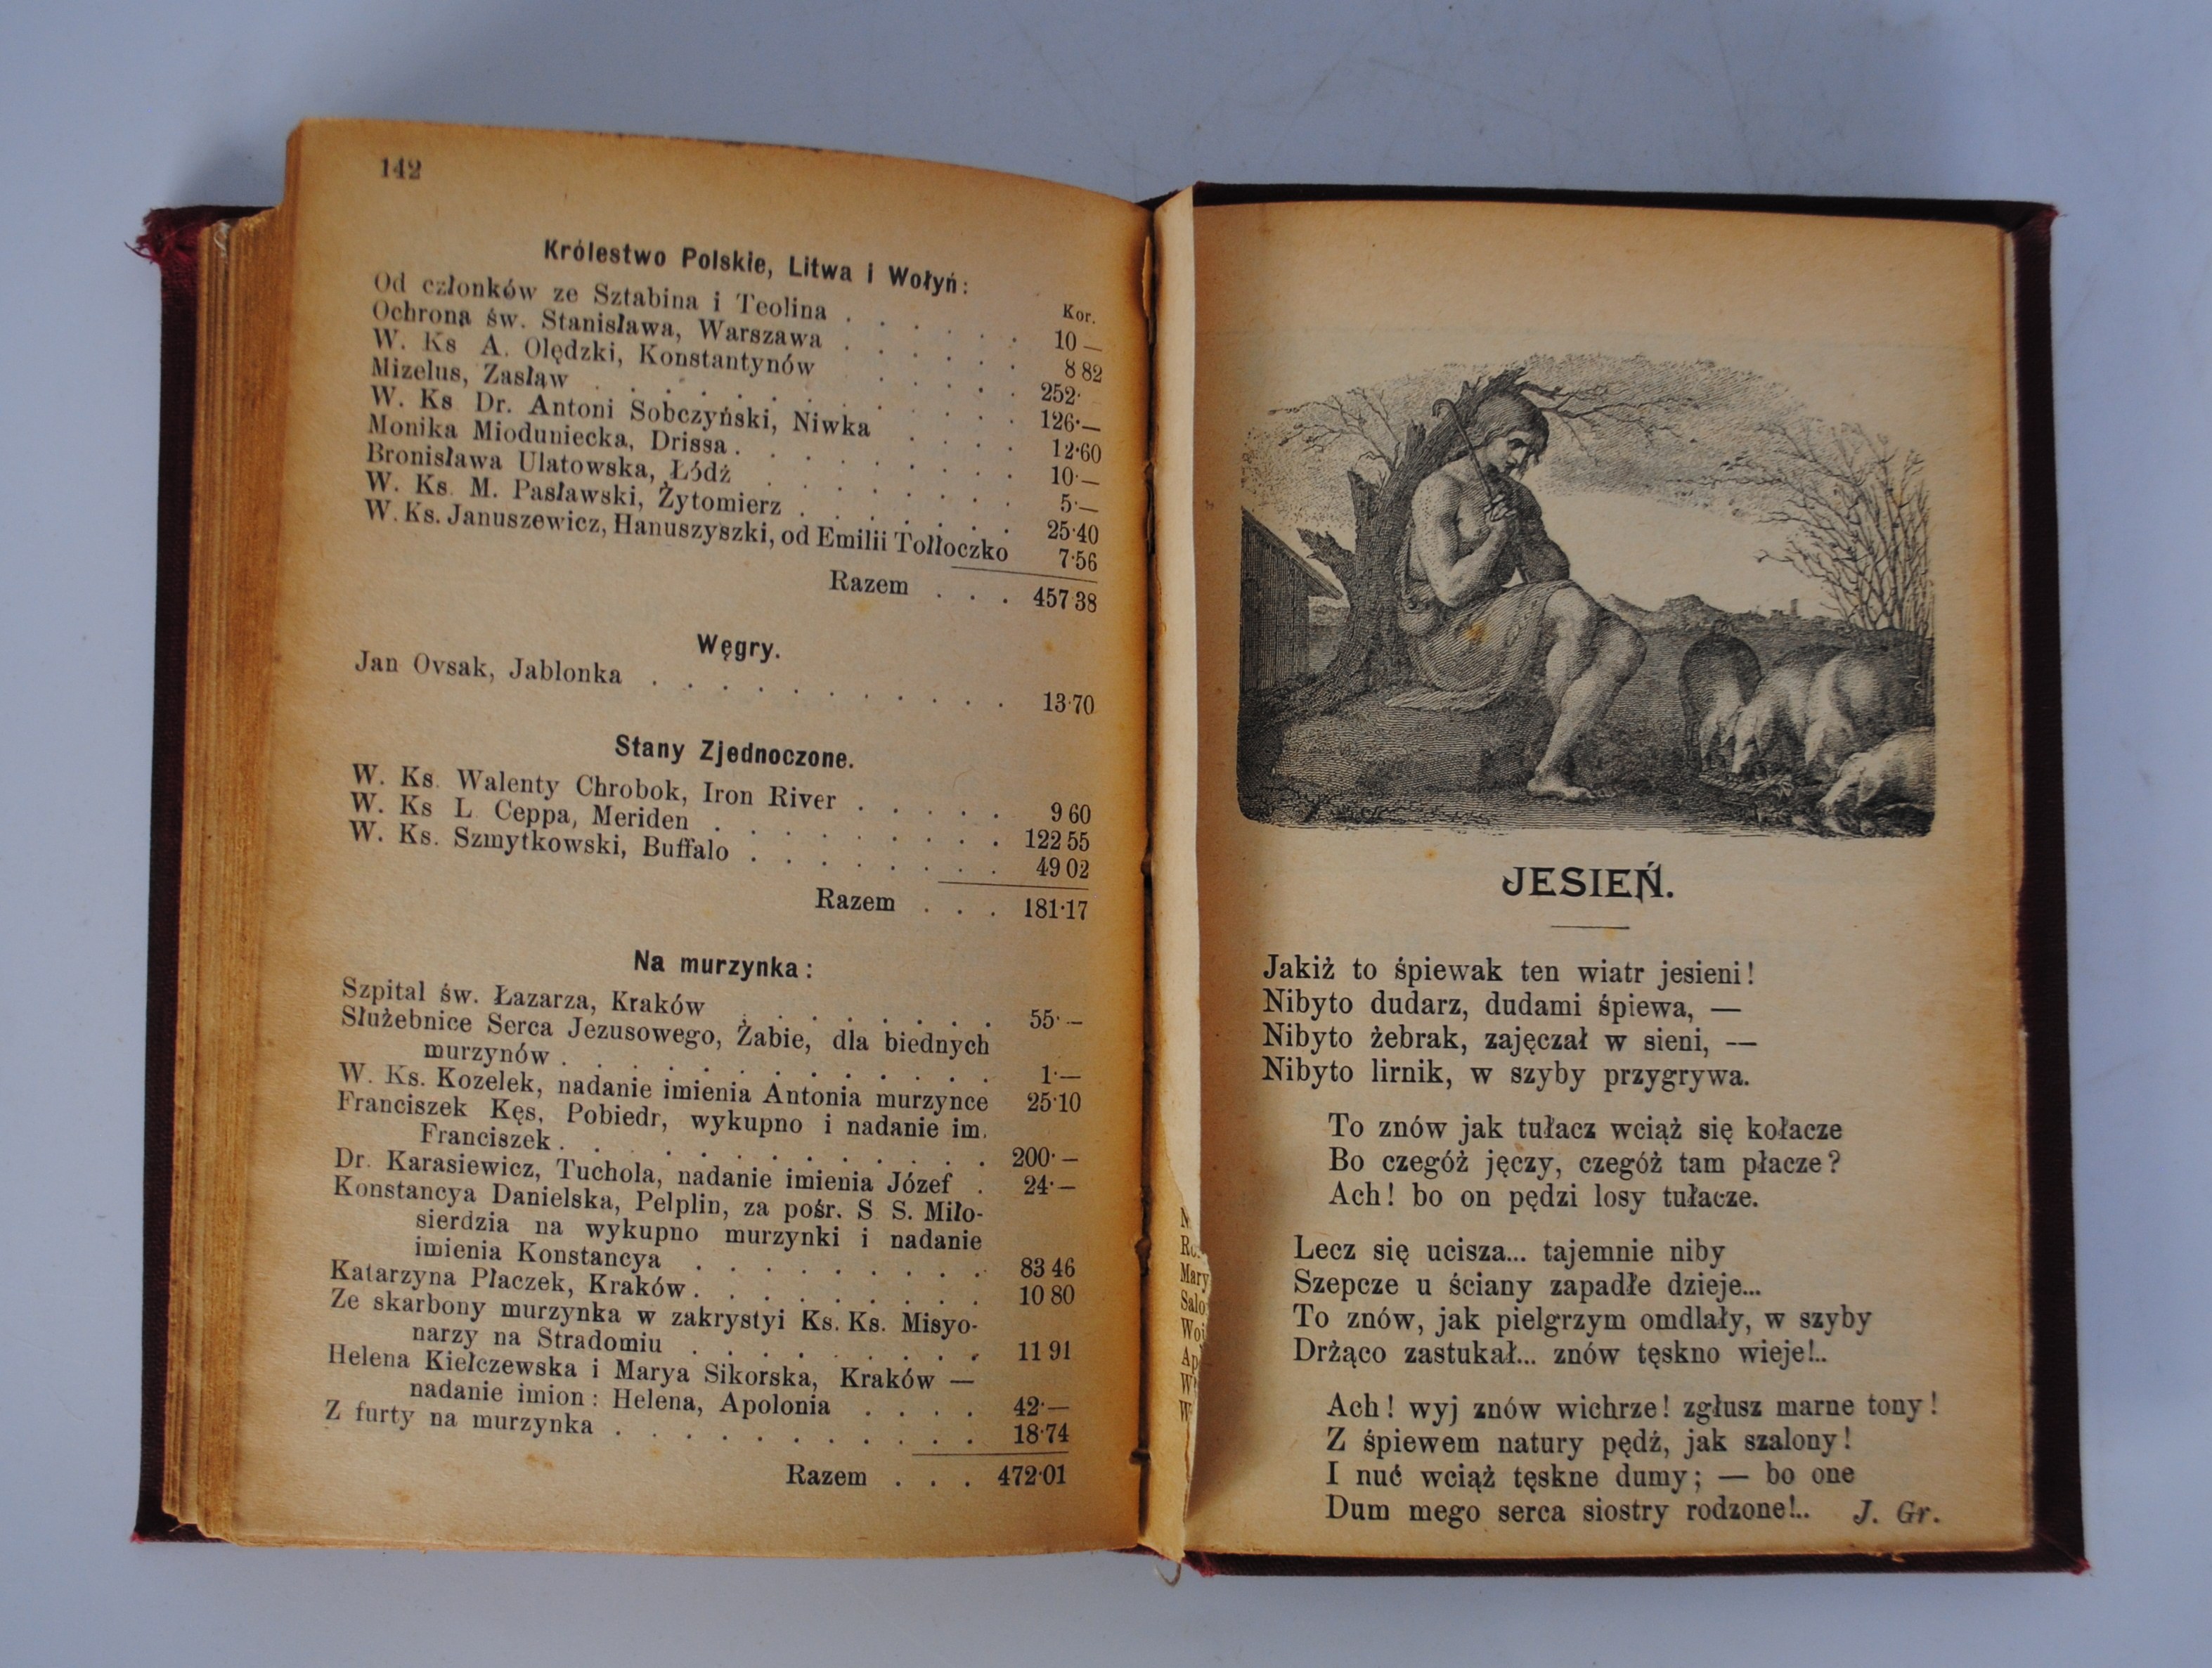 142
Królestwo Polskie, Litwa i Wołyń:
Kor.
Od członków ze Sztabina i Teolina . . . . . . 10 —
Ochrona św. Stanisława, Warszawa . . . . . . 8 82
W. Ks A. Olędzki, Konstantynów . . . . . 252·
Mizelus, Zasław . . . . . . . . . 126·—
W. Ks Dr. Antoni Sobczyński, Niwka . . . . 12·60
Monika Mioduniecka, Drissa . . . . . . . . 10·—
Bronisława Ulatowska, Łódź . . . . . . . . 5·—
W. Ks. M. Pasławski, Żytomierz . . . . . . . 25·40
W. Ks. Januszewicz, Hanuszyszki, od Emilii Tołłoczko 7·56
Razem . . . 457 38
Węgry.
Jan Ovsak, Jablonka . . . . . . . . . . . 13·70
Stany Zjednoczone.
W. Ks. Walenty Chrobok, Iron River . . . . . 9 60
W. Ks L Ceppa, Meriden . . . . . . . . . 122 55
W. Ks. Szmytkowski, Buffalo . . . . . . . . 49 02
Razem . . . 181·17
Na murzynka:
Szpital św. Łazarza, Kraków . . . . . . . . 55· —
Służebnice Serca Jezusowego, Żabie, dla biednych
murzynów . . . . . . . . . . . . . 1·—
W. Ks. Kozelek, nadanie imienia Antonia murzynce 25·10
Franciszek Kęs, Pobiedr, wykupno i nadanie im.
Franciszek . . . . . . . . . . . . . 200· —
Dr. Karasiewicz, Tuchola, nadanie imienia Józef . 24·—
Konstancya Danielska, Pelplin, za pośr. S S. Miło-
sierdzia na wykupno murzynki i nadanie
imienia Konstancya . . . . . . . . . 83 46
Katarzyna Płaczek, Kraków . . . . . . . . . 10 80
Ze skarbony murzynka w zakrystyi Ks. Ks. Misyo-
narzy na Stradomiu . . . . . . . . . 11 91
Helena Kiełczewska i Marya Sikorska, Kraków —
nadanie imion: Helena, Apolonia . . . . 42·—
Z furty na murzynka . . . . . . . . . . . 18·74
Razem . . . 472·01
Mary
Salo
Woj
Ap
W
W
JESIEŃ.
Jakiż to śpiewak ten wiatr jesieni!
Nibyto dudarz, dudami śpiewa, —
Nibyto żebrak, zajęczał w sieni, —
Nibyto lirnik, w szyby przygrywa.
To znów jak tułacz wciąż się kołacze
Bo czegóż jęczy, czegóż tam płacze?
Ach! bo on pędzi losy tułacze.
Lecz się ucisza... tajemnie niby
Szepcze u ściany zapadłe dzieje...
To znów, jak pielgrzym omdlały, w szyby
Drżąco zastukał... znów tęskno wieje!..
Ach! wyj znów wichrze! zgłusz marne tony!
Z śpiewem natury pędź, jak szalony!
I nuć wciąż tęskne dumy; — bo one
Dum mego serca siostry rodzone!.. J. Gr.